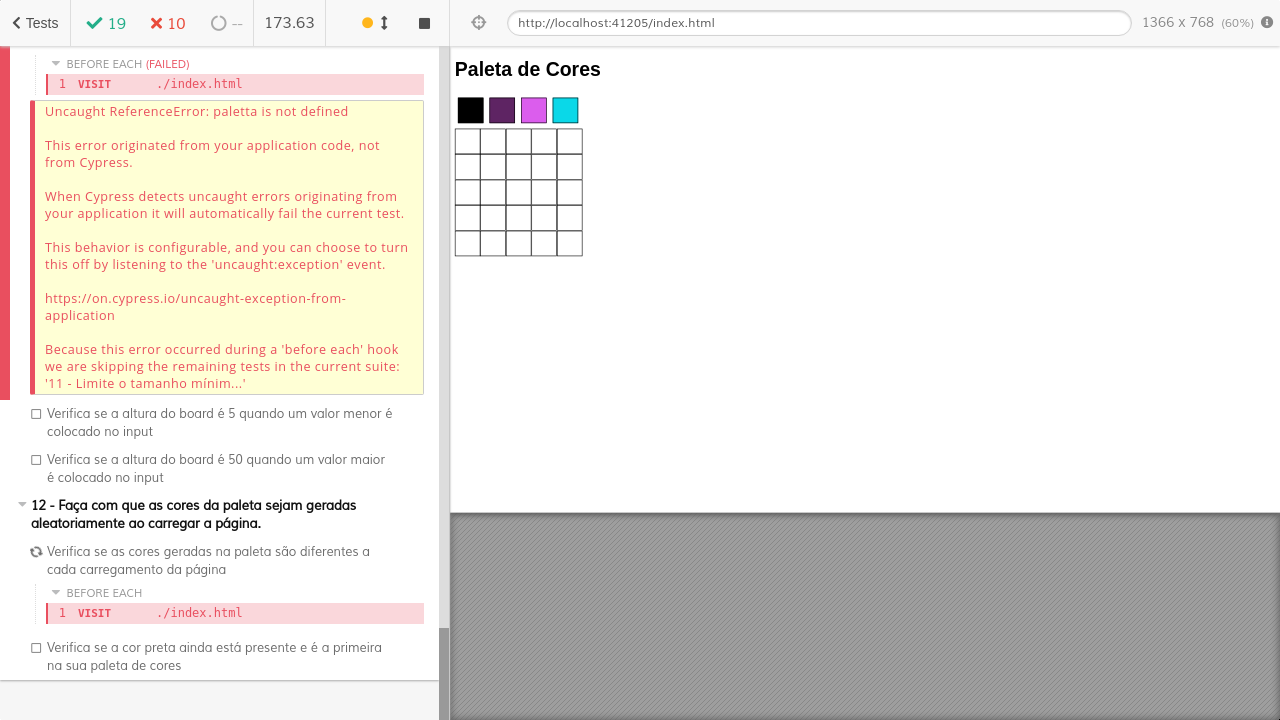 Tests
19
10
--
173.63
http://localhost:41205/index.html
1366 x 768 (60%)
BEFORE EACH (FAILED)
1 VISIT ./index.html
Uncaught ReferenceError: paletta is not defined
This error originated from your application code, not
from Cypress.
When Cypress detects uncaught errors originating from
your application it will automatically fail the current test.
This behavior is configurable, and you can choose to turn
this off by listening to the 'uncaught:exception' event.
https://on.cypress.io/uncaught-exception-from-
application
Because this error occurred during a 'before each' hook
we are skipping the remaining tests in the current suite:
'11 - Limite o tamanho mínim...'
Verifica se a altura do board é 5 quando um valor menor é
colocado no input
Verifica se a altura do board é 50 quando um valor maior
é colocado no input
12 - Faça com que as cores da paleta sejam geradas
aleatoriamente ao carregar a página.
Verifica se as cores geradas na paleta são diferentes a
cada carregamento da página
BEFORE EACH
1 VISIT ./index.html
Verifica se a cor preta ainda está presente e é a primeira
na sua paleta de cores
Paleta de Cores